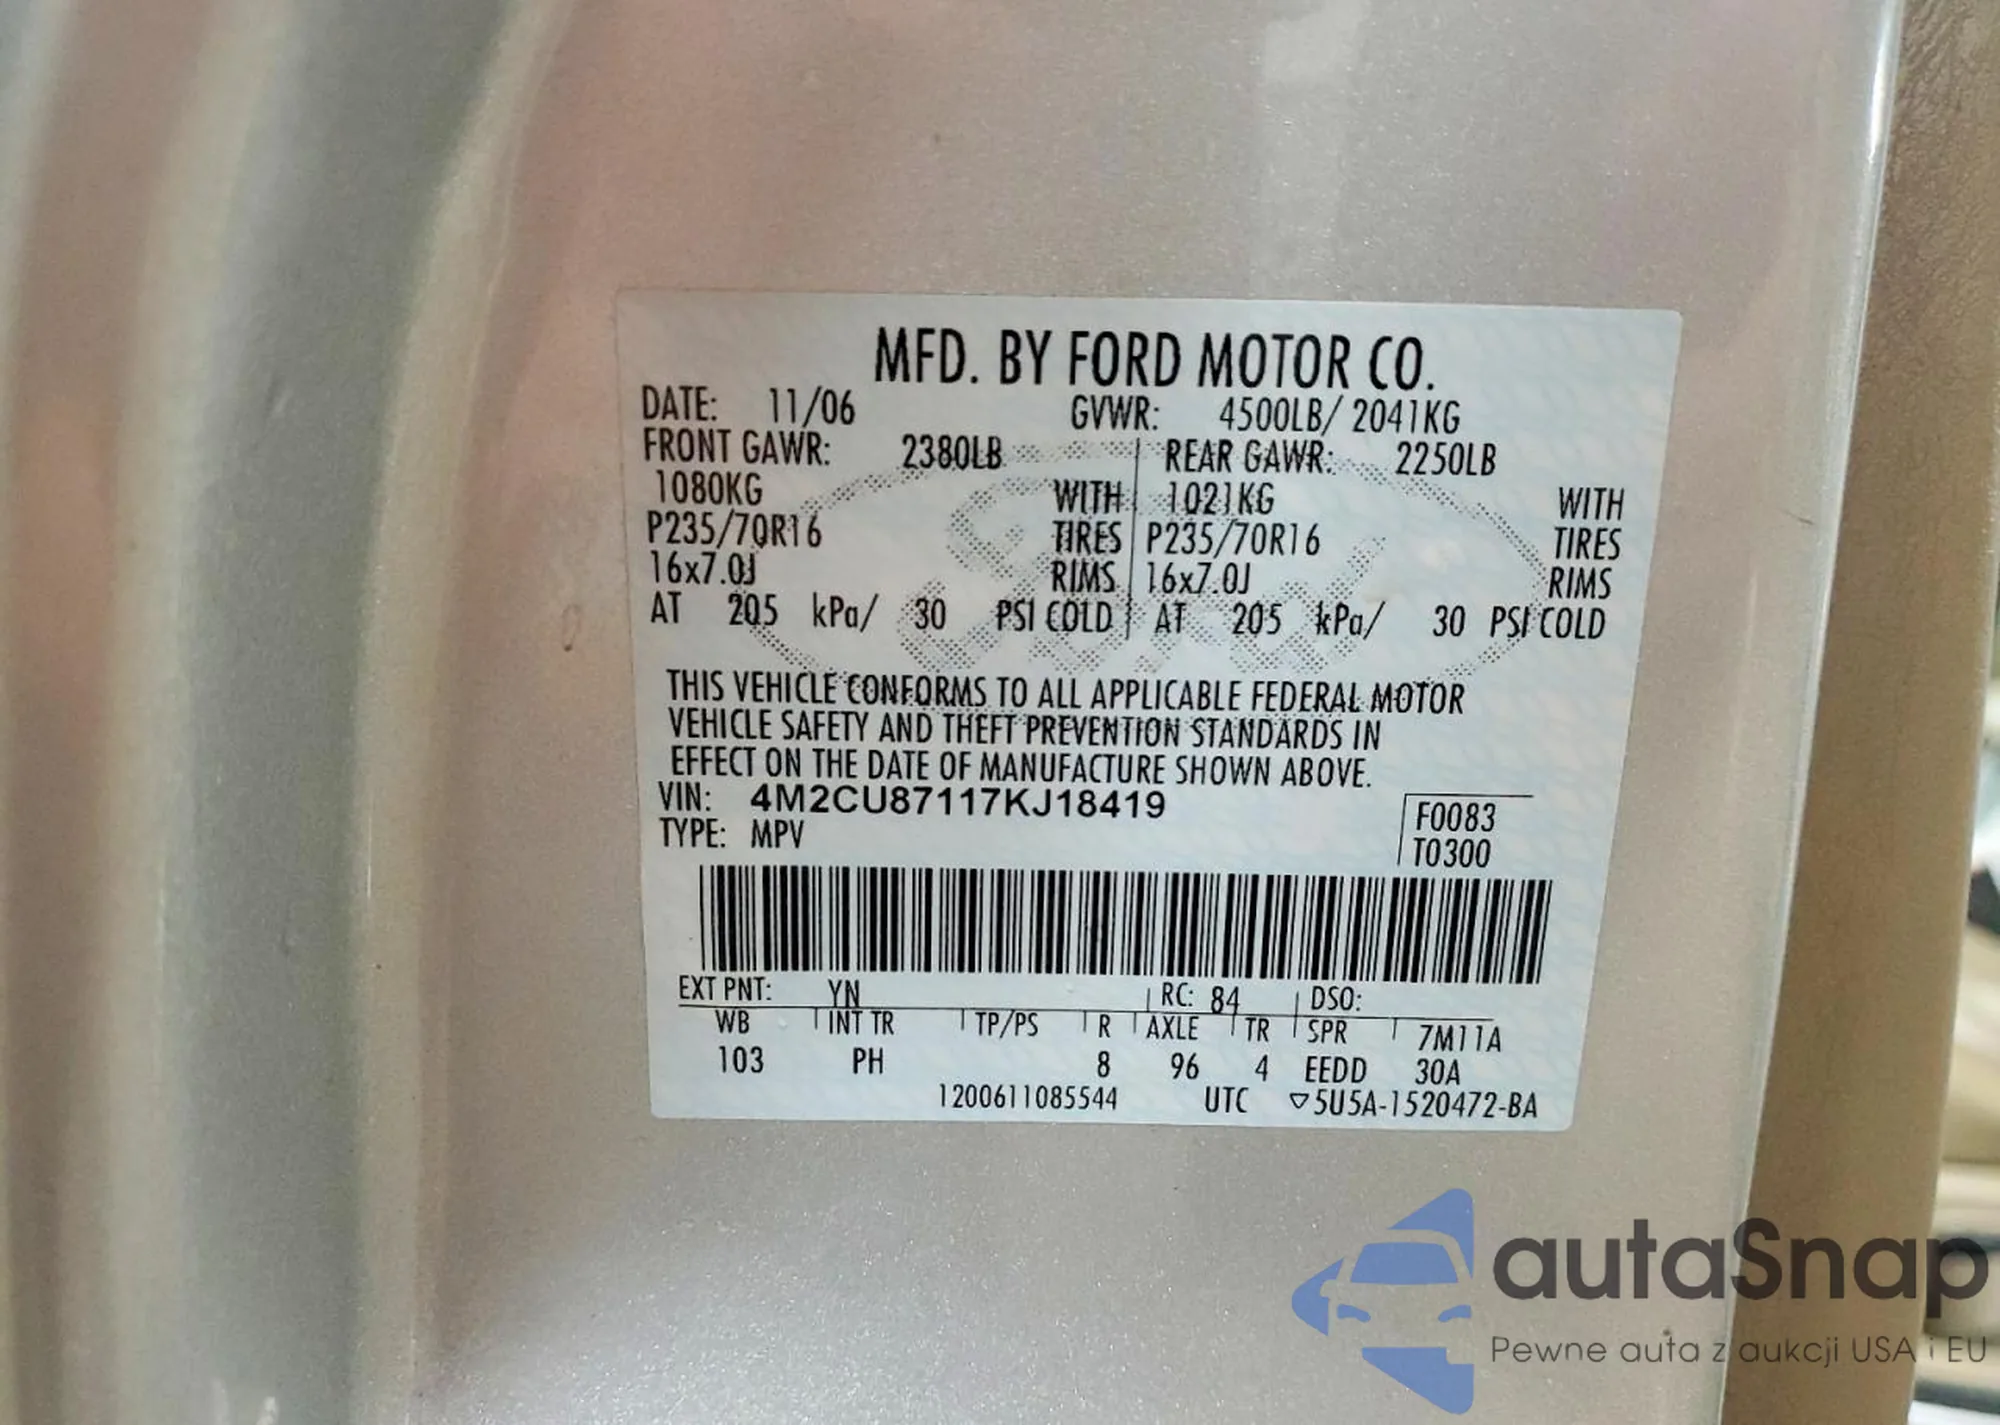 MFD. BY FORD MOTOR CO.
DATE: 11/06 GVWR: 4500LB/ 2041KG
FRONT GAWR: 2380LB REAR GAWR: 2250LB
1080KG WITH 1021KG WITH
P235/70R16 TIRES P235/70R16 TIRES
16x7.0J RIMS 16x7.0J RIMS
AT 205 kPa/ 30 PSI COLD AT 205 kPa/ 30 PSI COLD
THIS VEHICLE CONFORMS TO ALL APPLICABLE FEDERAL MOTOR
VEHICLE SAFETY AND THEFT PREVENTION STANDARDS IN
EFFECT ON THE DATE OF MANUFACTURE SHOWN ABOVE.
VIN: 4M2CU87117KJ18419 F0083
TYPE: MPV T0300
EXT PNT: YN RC: 84 DSO:
WB INT TR TP/PS R AXLE TR SPR 7M11A
103 PH 8 96 4 EEDD 30A
1200611085544 UTC ▽5U5A-1520472-BA
autaSnap
Pewne auta z aukcji USA i EU